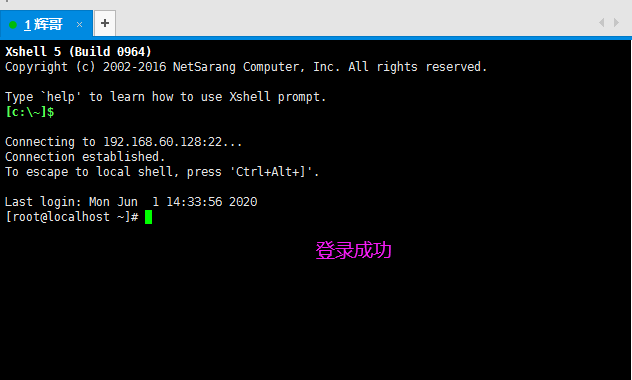 1 辉哥 × +
Xshell 5 (Build 0964)
Copyright (c) 2002-2016 NetSarang Computer, Inc. All rights reserved.
Type `help' to learn how to use Xshell prompt.
[c:\~]$
Connecting to 192.168.60.128:22...
Connection established.
To escape to local shell, press 'Ctrl+Alt+]'.
Last login: Mon Jun  1 14:33:56 2020
[root@localhost ~]#
登录成功